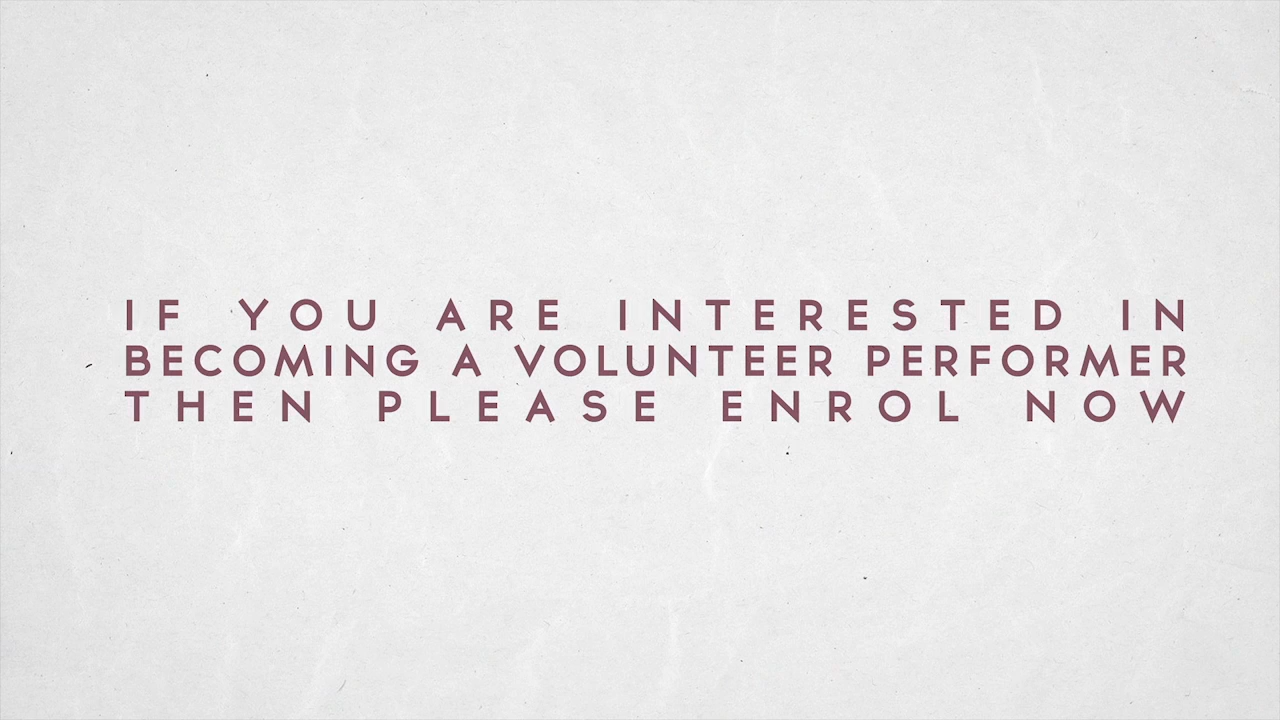 IF YOU ARE INTERESTED IN
BECOMING A VOLUNTEER PERFORMER
THEN PLEASE ENROL NOW